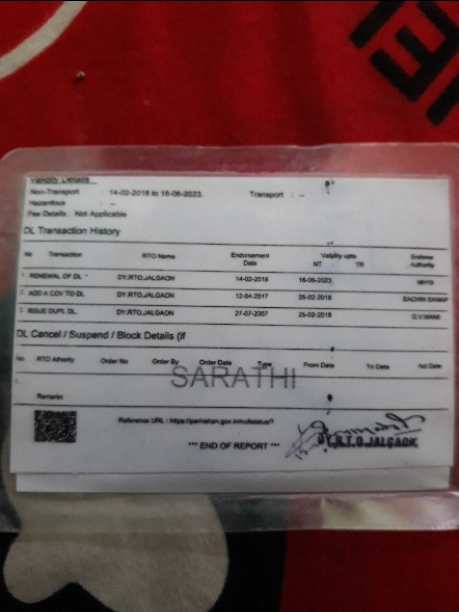 Validity Details
Non-Transport : 14-02-2018 to 16-06-2023. Transport : --
Hazardous : --
Fee Details Not Applicable
DL Transaction History
No Transaction RTO Name Endorsement Date Validity upto NT TR Endorse Authority
1 RENEWAL OF DL DY.RTO.JALGAON 14-02-2018 16-06-2023
2 ADD A COV TO DL DY.RTO.JALGAON 12-04-2017 25-02-2018 SACHIN
3 ISSUE DUPL DL DY.RTO.JALGAON 27-07-2007 25-02-2018
DL Cancel / Suspend / Block Details (if
No RTO Athority Order No Order By Order Date Type From Date To Date Act Date
SARATHI
Remarks
Reference URL : https://parivahan.gov.in/rcdlstatus/?
*** END OF REPORT ***
DY.R.T.O.JALGAON